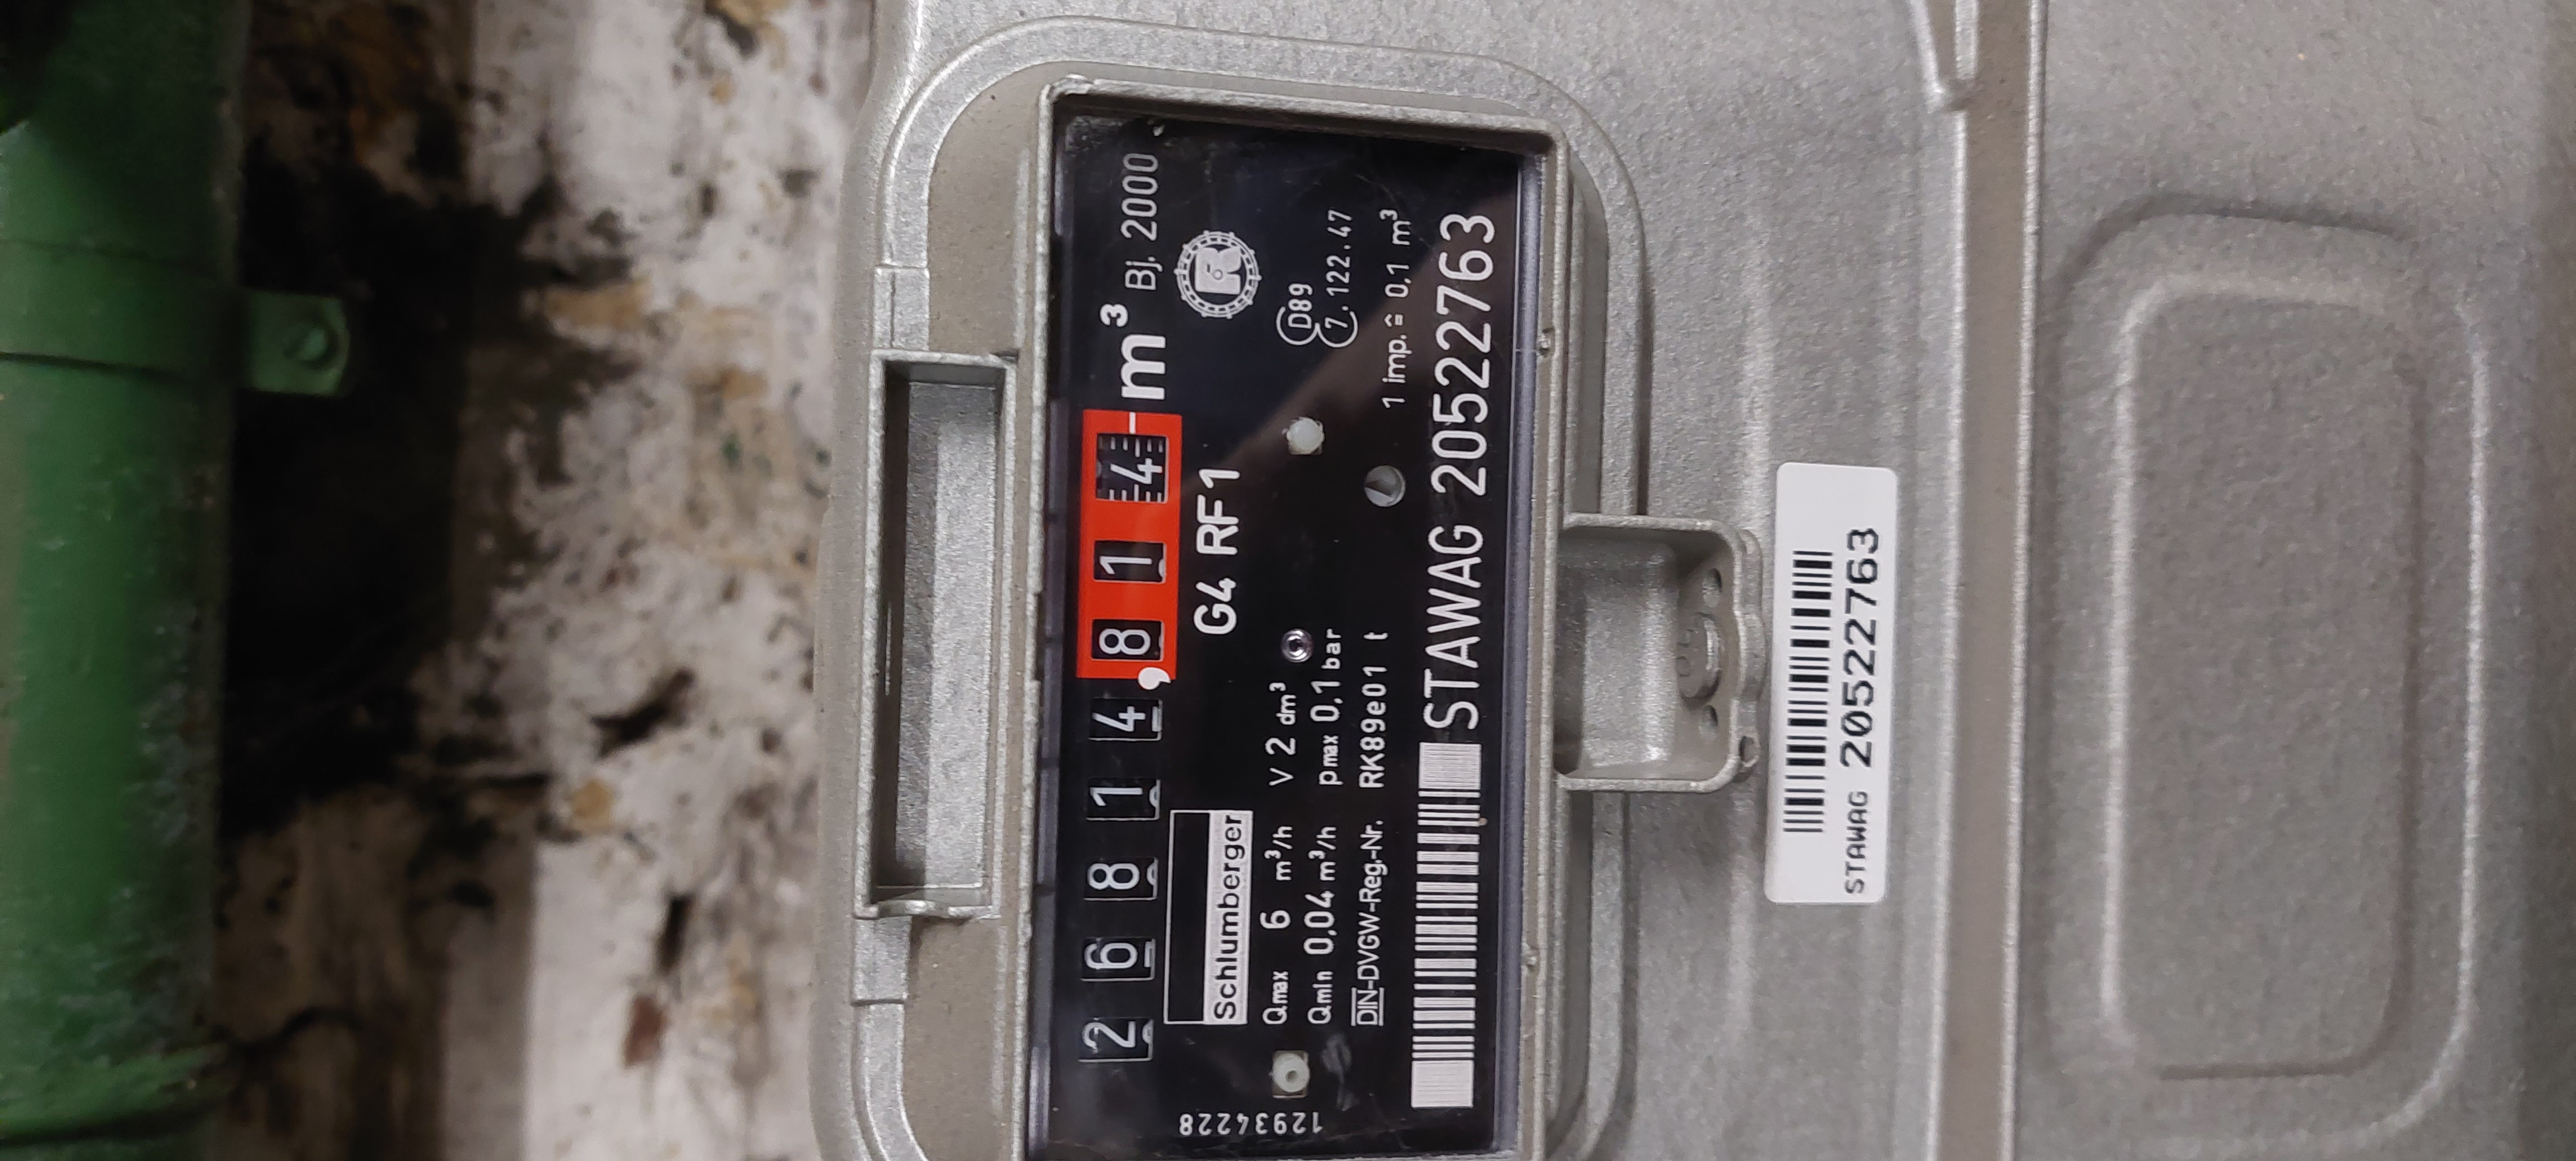 26814,814 m³ Bj. 2000
12934228
Schlumberger
G4 RF1
R
Qmax 6 m³/h V 2 dm³
Qmin 0,04 m³/h pmax 0,1 bar
D89
7.122.47
DIN-DVGW-Reg.-Nr. RK89e01 t
1 imp. ≙ 0,1 m³
STAWAG 20522763
STAWAG 20522763